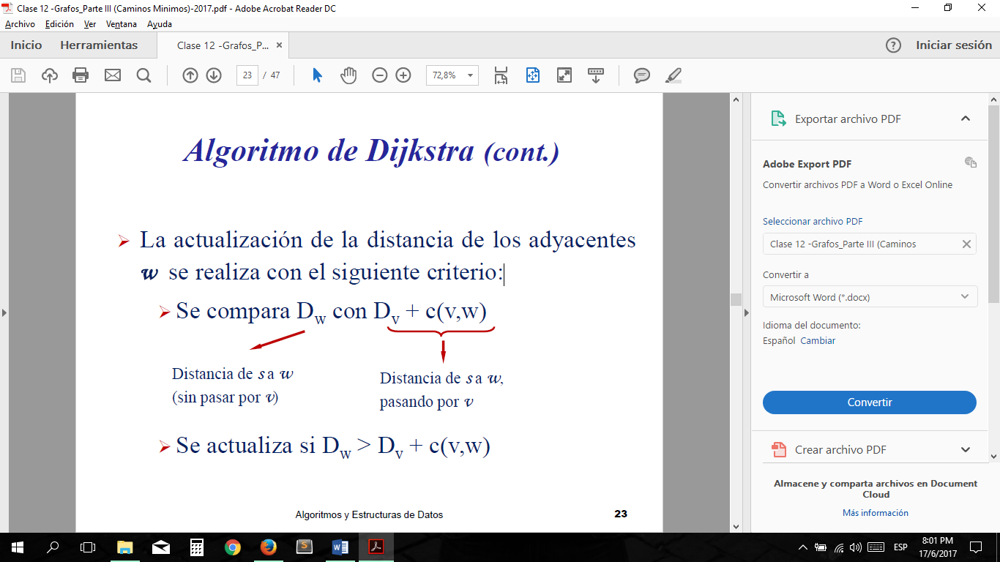 Clase 12 -Grafos_Parte III (Caminos Minimos)-2017.pdf - Adobe Acrobat Reader DC
Archivo Edición Ver Ventana Ayuda
Inicio Herramientas Clase 12 -Grafos_P... Iniciar sesión
23 / 47 72,8%
Algoritmo de Dijkstra (cont.)
La actualización de la distancia de los adyacentes
w se realiza con el siguiente criterio:
Se compara Dw con Dv + c(v,w)
Distancia de s a w
(sin pasar por v)
Distancia de s a w,
pasando por v
Se actualiza si Dw > Dv + c(v,w)
Algoritmos y Estructuras de Datos 23
Exportar archivo PDF
Adobe Export PDF
Convertir archivos PDF a Word o Excel Online
Seleccionar archivo PDF
Clase 12 -Grafos_Parte III (Caminos
Convertir a
Microsoft Word (*.docx)
Idioma del documento:
Español Cambiar
Convertir
Crear archivo PDF
Almacene y comparta archivos en Document
Cloud
Más información
ESP
8:01 PM
17/6/2017